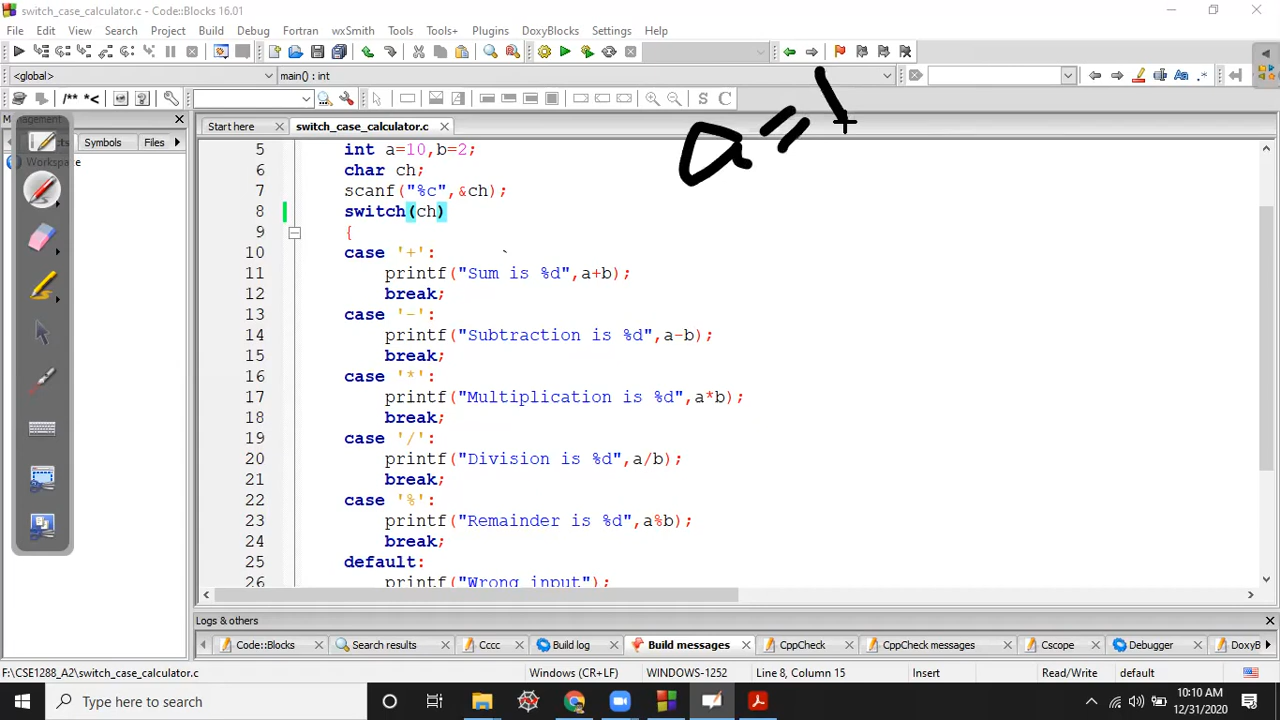 switch_case_calculator.c - Code::Blocks 16.01
File Edit View Search Project Build Debug Fortran wxSmith Tools Tools+ Plugins DoxyBlocks Settings Help
<global> main() : int
/** *< S C
Management
Start here switch_case_calculator.c
a=1
Symbols Files
Workspace
5 int a=10,b=2;
6 char ch;
7 scanf("%c",&ch);
8 switch(ch)
9 {
10 case '+':
11 printf("Sum is %d",a+b);
12 break;
13 case '-':
14 printf("Subtraction is %d",a-b);
15 break;
16 case '*':
17 printf("Multiplication is %d",a*b);
18 break;
19 case '/':
20 printf("Division is %d",a/b);
21 break;
22 case '%':
23 printf("Remainder is %d",a%b);
24 break;
25 default:
26 printf("Wrong input");
Logs & others
Code::Blocks Search results Cccc Build log Build messages CppCheck CppCheck messages Cscope Debugger DoxyB
F:\CSE1288_A2\switch_case_calculator.c Windows (CR+LF) WINDOWS-1252 Line 8, Column 15 Insert Read/Write default
Type here to search
10:10 AM
12/31/2020